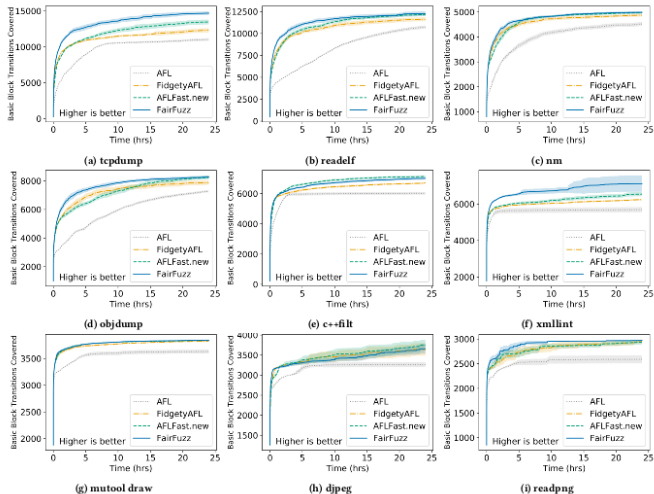 Basic Block Transitions Covered
15000
10000
5000
0
AFL
FidgetyAFL
AFLFast.new
FairFuzz
Higher is better
0 5 10 15 20 25
Time (hrs)
(a) tcpdump
Basic Block Transitions Covered
12500
10000
7500
5000
2500
0
AFL
FidgetyAFL
AFLFast.new
FairFuzz
Higher is better
0 5 10 15 20 25
Time (hrs)
(b) readelf
Basic Block Transitions Covered
5000
4000
3000
2000
1000
AFL
FidgetyAFL
AFLFast.new
FairFuzz
Higher is better
0 5 10 15 20 25
Time (hrs)
(c) nm
Basic Block Transitions Covered
8000
6000
4000
2000
AFL
FidgetyAFL
AFLFast.new
FairFuzz
Higher is better
0 5 10 15 20 25
Time (hrs)
(d) objdump
Basic Block Transitions Covered
6000
4000
2000
AFL
FidgetyAFL
AFLFast.new
FairFuzz
Higher is better
0 5 10 15 20 25
Time (hrs)
(e) c++filt
Basic Block Transitions Covered
7000
6000
5000
4000
3000
2000
AFL
FidgetyAFL
AFLFast.new
FairFuzz
Higher is better
0 5 10 15 20 25
Time (hrs)
(f) xmllint
Basic Block Transitions Covered
3500
3000
2500
2000
AFL
FidgetyAFL
AFLFast.new
FairFuzz
Higher is better
0 5 10 15 20 25
Time (hrs)
(g) mutool draw
Basic Block Transitions Covered
4000
3500
3000
2500
2000
1500
AFL
FidgetyAFL
AFLFast.new
FairFuzz
Higher is better
0 5 10 15 20 25
Time (hrs)
(h) djpeg
Basic Block Transitions Covered
3000
2500
2000
1500
1000
AFL
FidgetyAFL
AFLFast.new
FairFuzz
Higher is better
0 5 10 15 20 25
Time (hrs)
(i) readpng